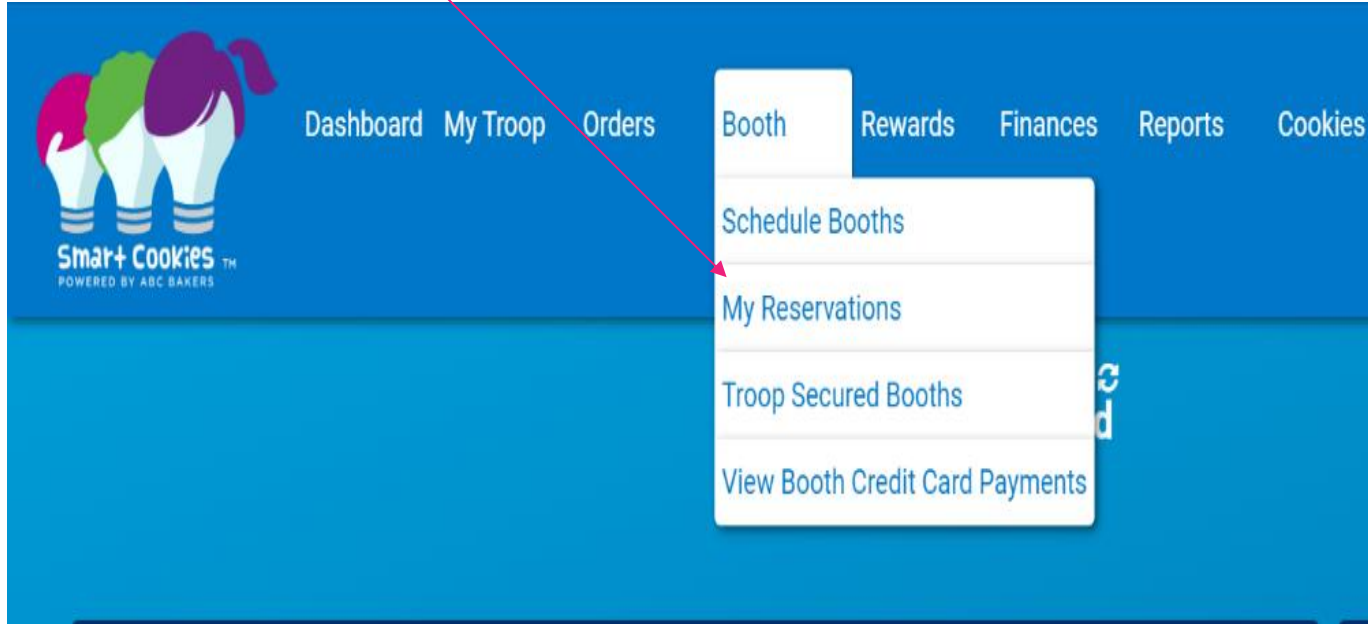 Dashboard My Troop Orders Booth Rewards Finances Reports Cookies
Smart Cookies TM
POWERED BY ABC BAKERS
Schedule Booths
My Reservations
Troop Secured Booths
d
View Booth Credit Card Payments